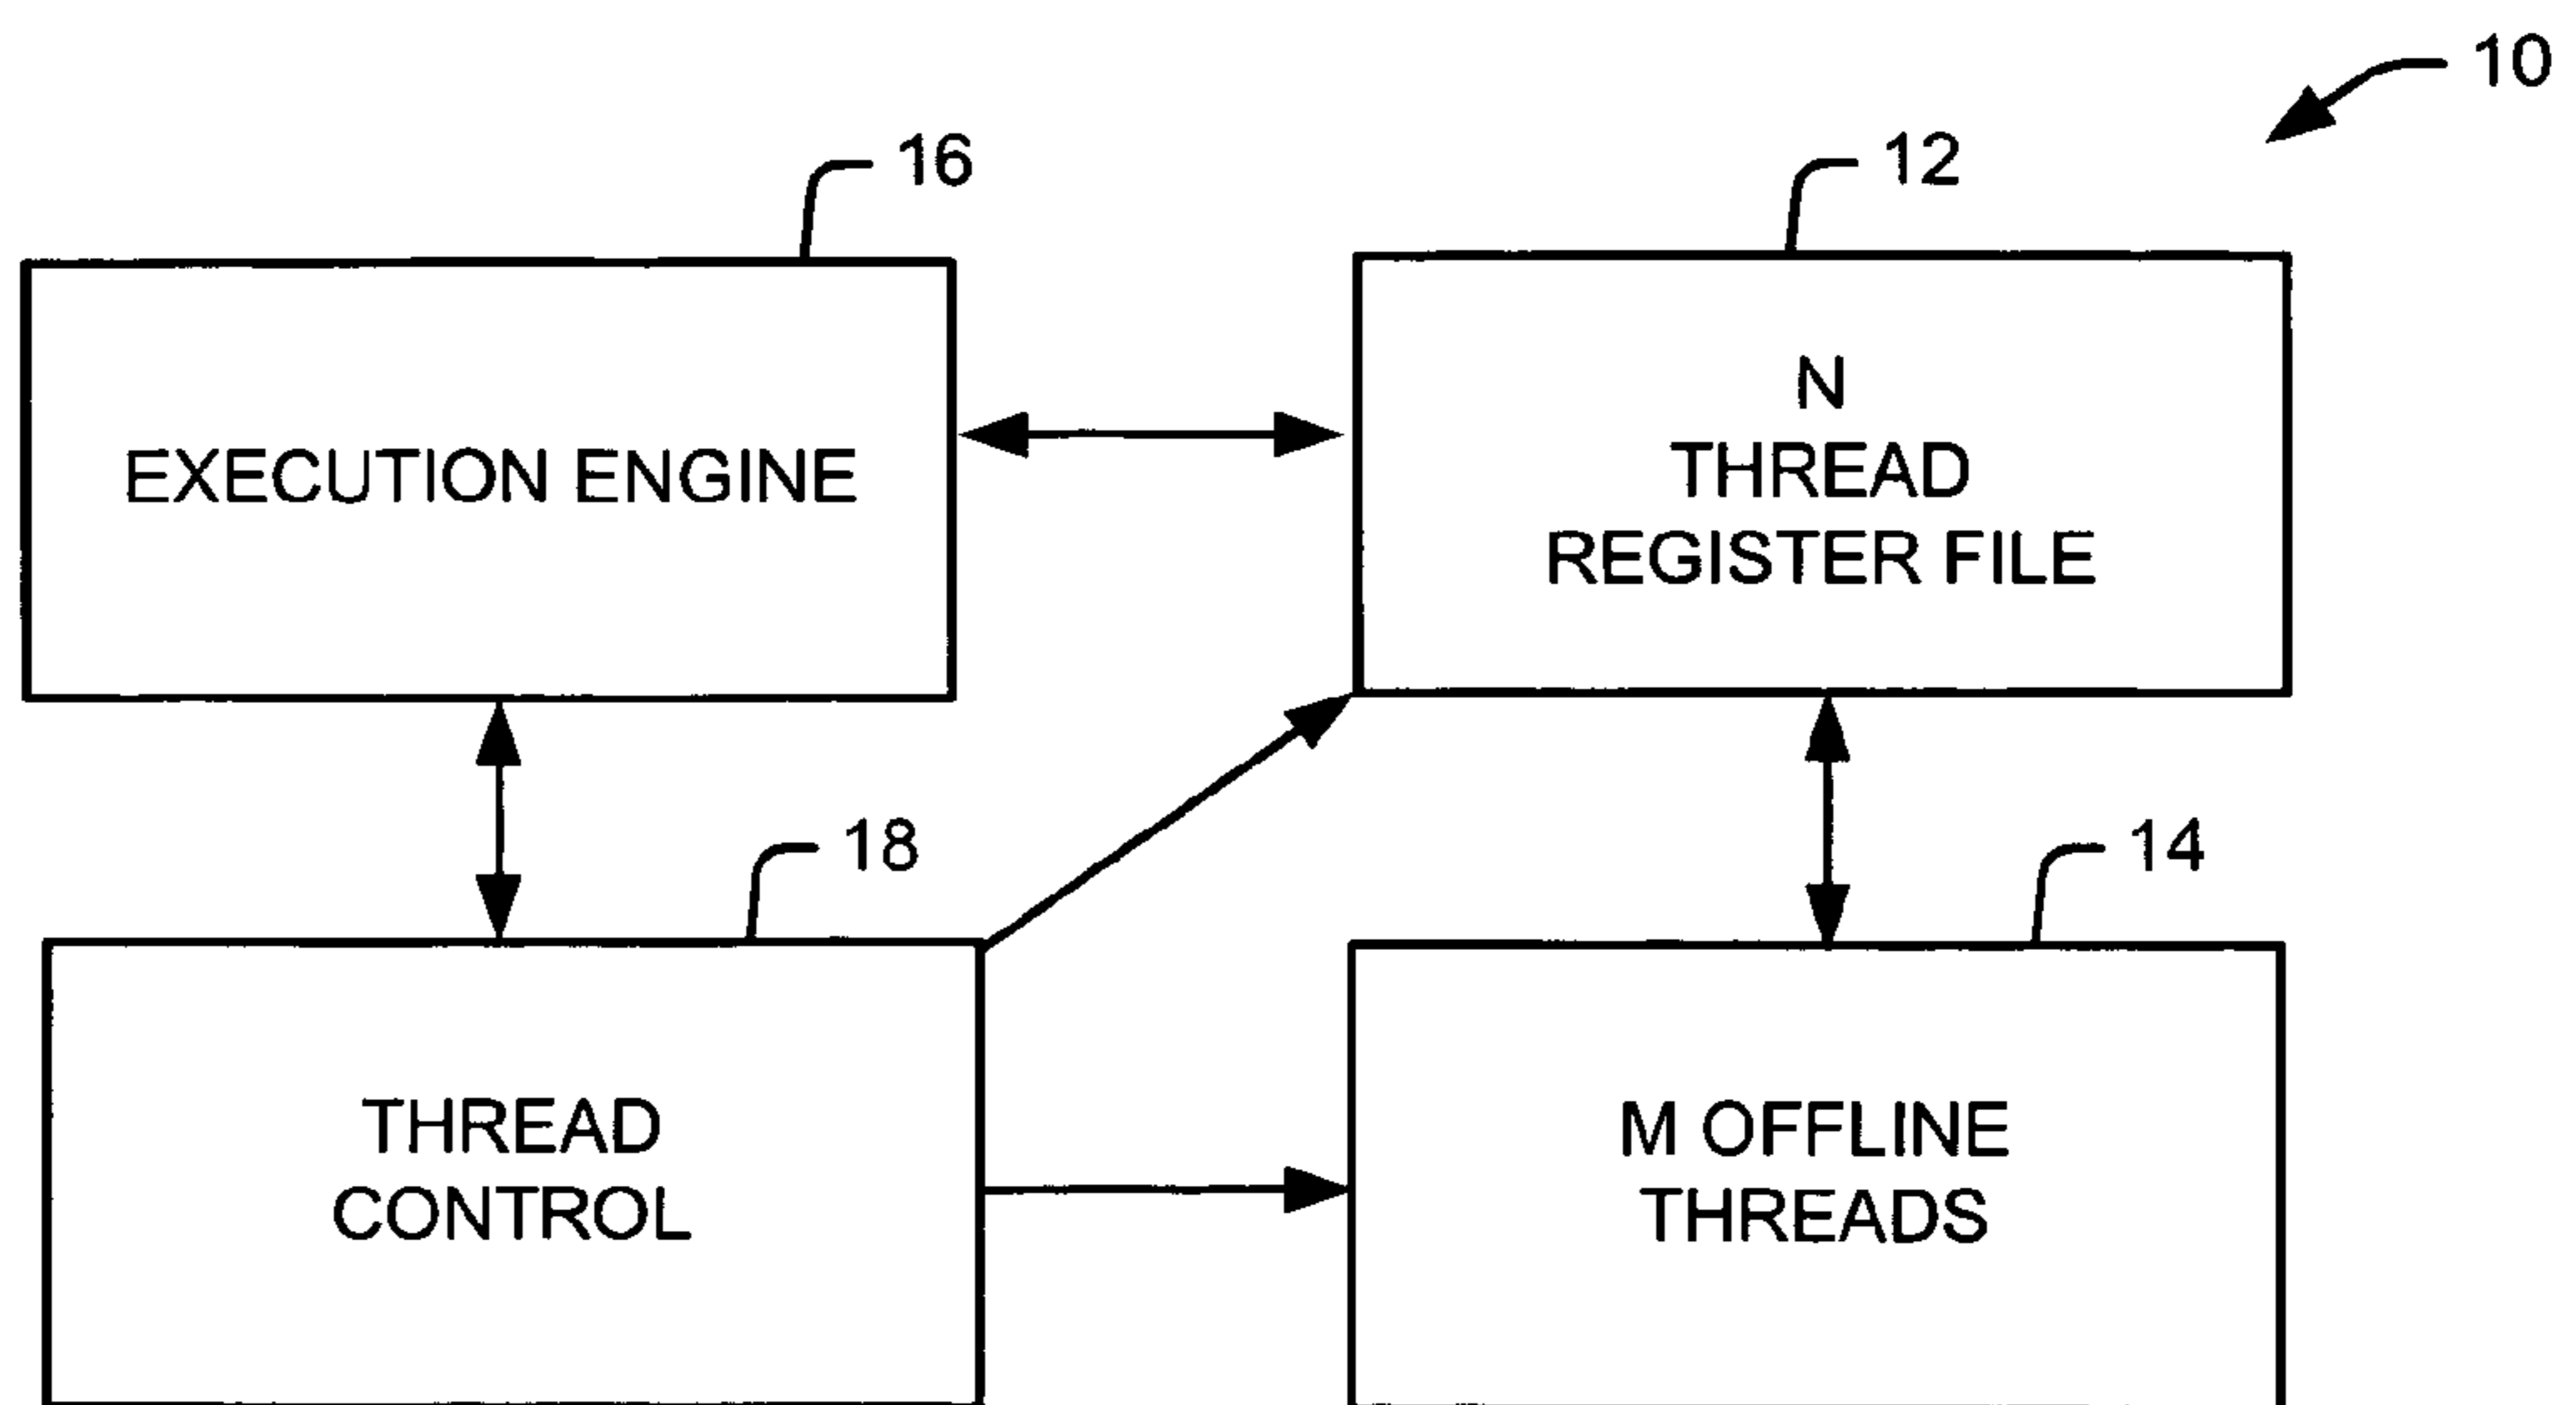 10
16
12
EXECUTION ENGINE
N
THREAD
REGISTER FILE
18
14
THREAD
CONTROL
M OFFLINE
THREADS